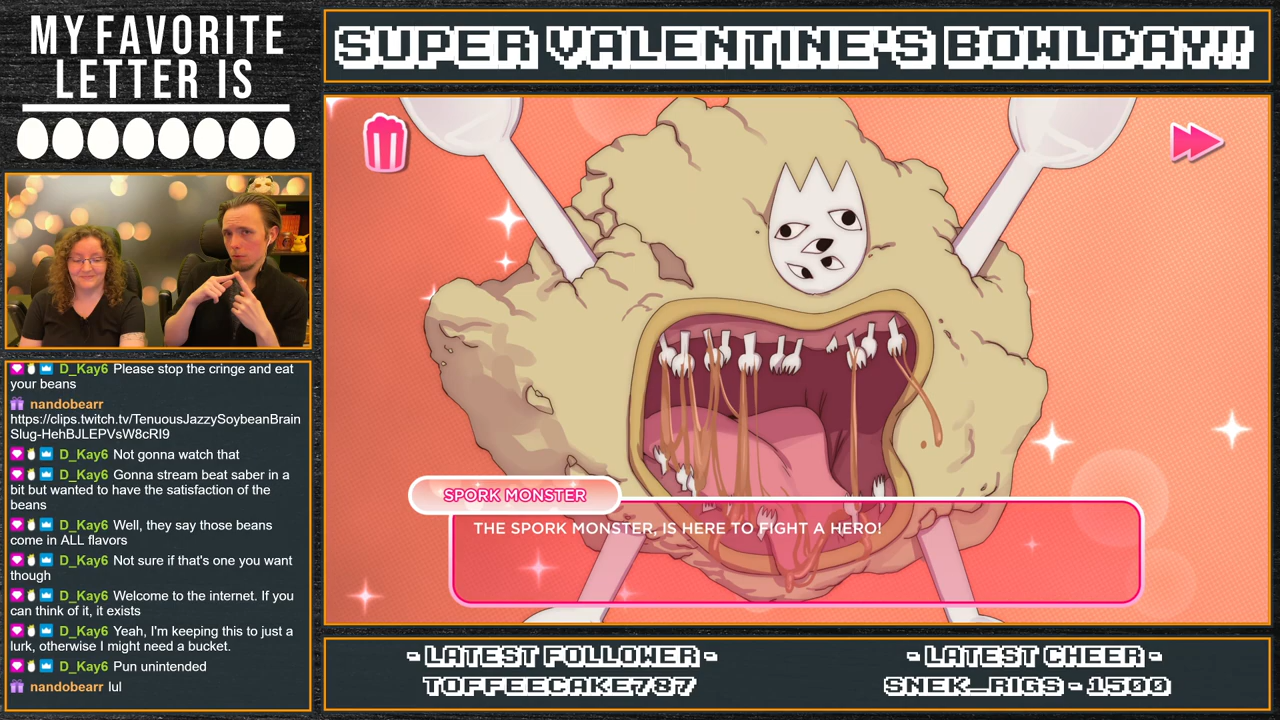 MY FAVORITE
LETTER IS
SUPER VALENTINE'S BOWLDAY!!
D_Kay6 Please stop the cringe and eat
your beans
nandobearr
https://clips.twitch.tv/TenuousJazzySoybeanBrain
Slug-HehBJLEPVsW8cRI9
D_Kay6 Not gonna watch that
D_Kay6 Gonna stream beat saber in a
bit but wanted to have the satisfaction of the
beans
D_Kay6 Well, they say those beans
come in ALL flavors
D_Kay6 Not sure if that's one you want
though
D_Kay6 Welcome to the internet. If you
can think of it, it exists
D_Kay6 Yeah, I'm keeping this to just a
lurk, otherwise I might need a bucket.
D_Kay6 Pun unintended
nandobearr lul
SPORK MONSTER
THE SPORK MONSTER, IS HERE TO FIGHT A HERO!
- LATEST FOLLOWER -
TOFFEECAKE787
- LATEST CHEER -
SNEK_RIGS - 1500